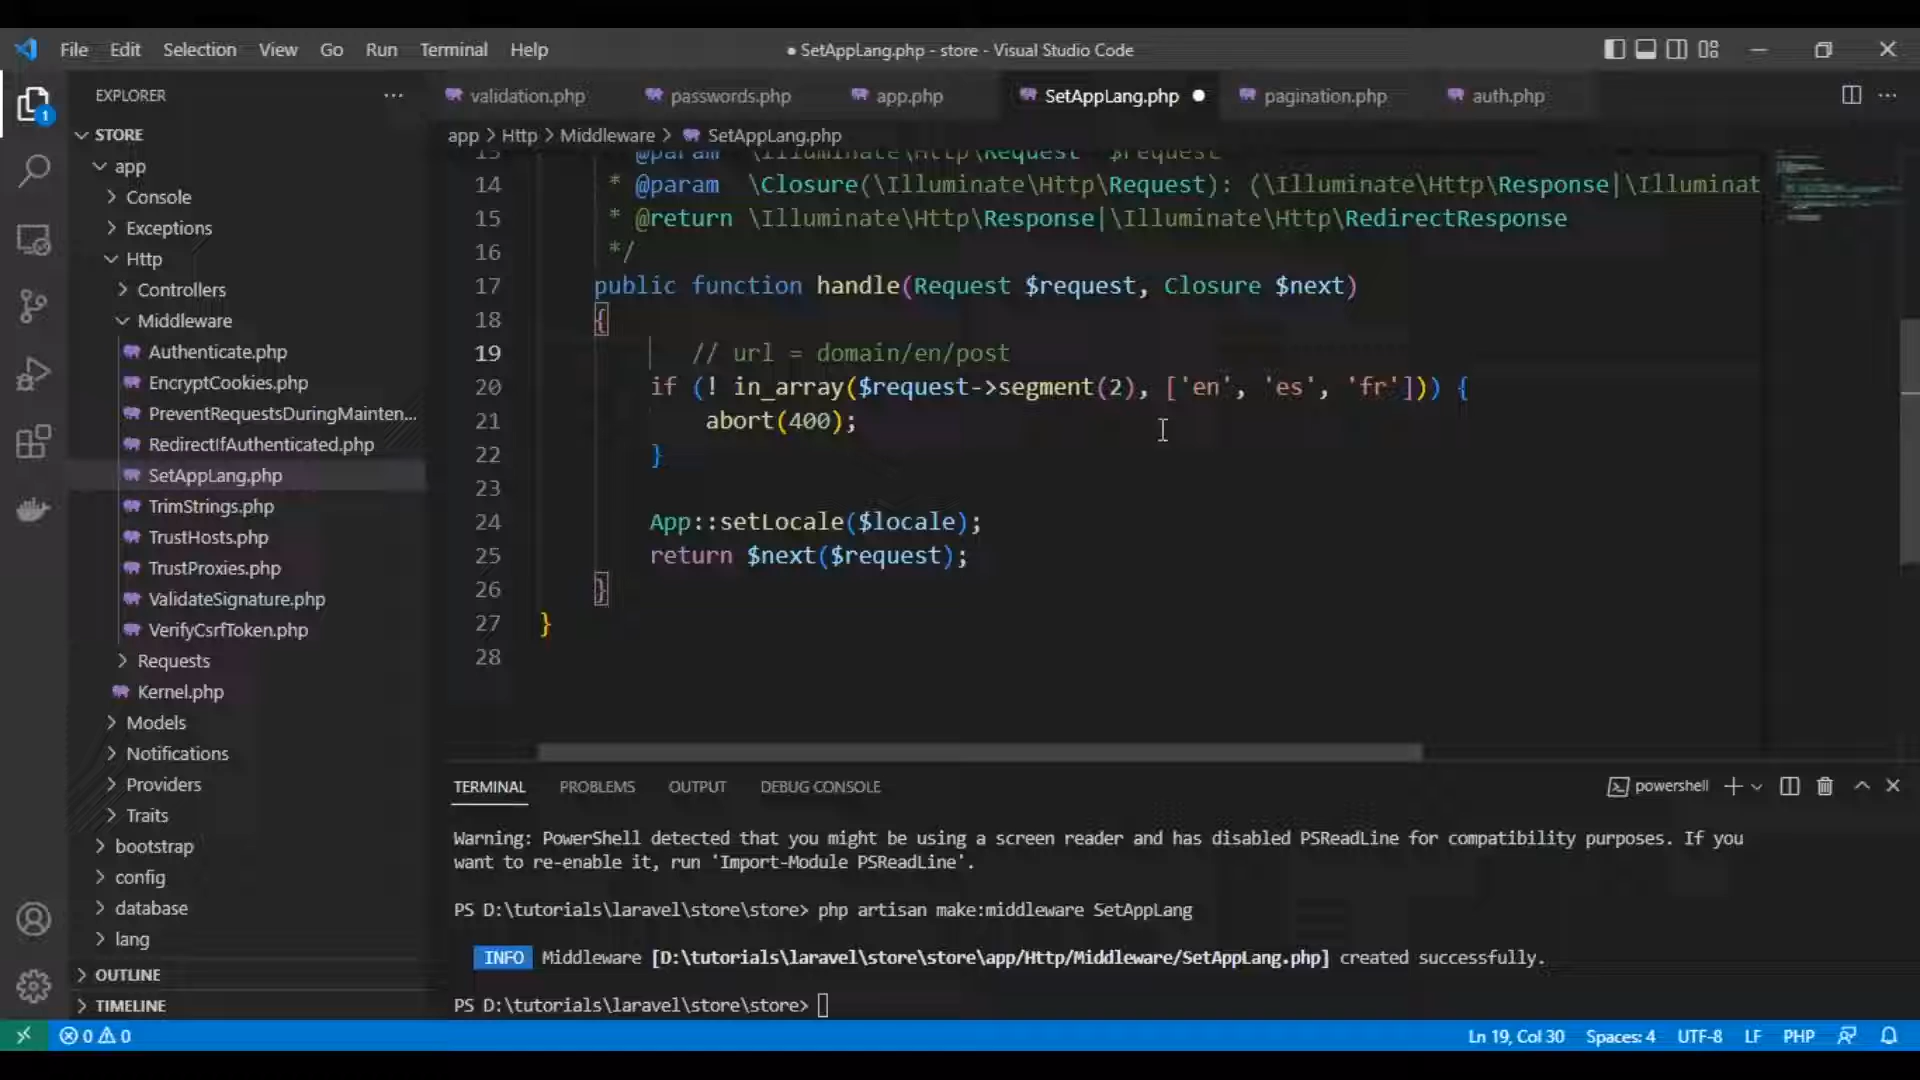 File Edit Selection View Go Run Terminal Help
● SetAppLang.php - store - Visual Studio Code
EXPLORER
1
STORE
app
Console
Exceptions
Http
Controllers
Middleware
Authenticate.php
EncryptCookies.php
PreventRequestsDuringMainten...
RedirectIfAuthenticated.php
SetAppLang.php
TrimStrings.php
TrustHosts.php
TrustProxies.php
ValidateSignature.php
VerifyCsrfToken.php
Requests
Kernel.php
Models
Notifications
Providers
Traits
bootstrap
config
database
lang
OUTLINE
TIMELINE
validation.php passwords.php app.php SetAppLang.php pagination.php auth.php
app > Http > Middleware > SetAppLang.php
13 * @param \Illuminate\Http\Request $request
14 * @param \Closure(\Illuminate\Http\Request): (\Illuminate\Http\Response|\Illuminat
15 * @return \Illuminate\Http\Response|\Illuminate\Http\RedirectResponse
16 */
17 public function handle(Request $request, Closure $next)
18 {
19 // url = domain/en/post
20 if (! in_array($request->segment(2), ['en', 'es', 'fr'])) {
21 abort(400);
22 }
23
24 App::setLocale($locale);
25 return $next($request);
26 }
27 }
28
TERMINAL PROBLEMS OUTPUT DEBUG CONSOLE
powershell
Warning: PowerShell detected that you might be using a screen reader and has disabled PSReadLine for compatibility purposes. If you
want to re-enable it, run 'Import-Module PSReadLine'.
PS D:\tutorials\laravel\store\store> php artisan make:middleware SetAppLang
INFO Middleware [D:\tutorials\laravel\store\store\app/Http/Middleware/SetAppLang.php] created successfully.
PS D:\tutorials\laravel\store\store>
0 0
Ln 19, Col 30 Spaces: 4 UTF-8 LF PHP